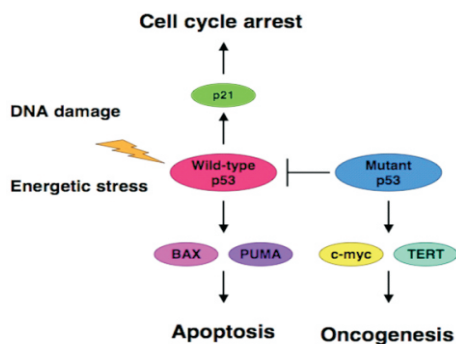 Cell cycle arrest
p21
DNA damage
Energetic stress
Wild-type
p53
Mutant
p53
BAX
PUMA
c-myc
TERT
Apoptosis
Oncogenesis